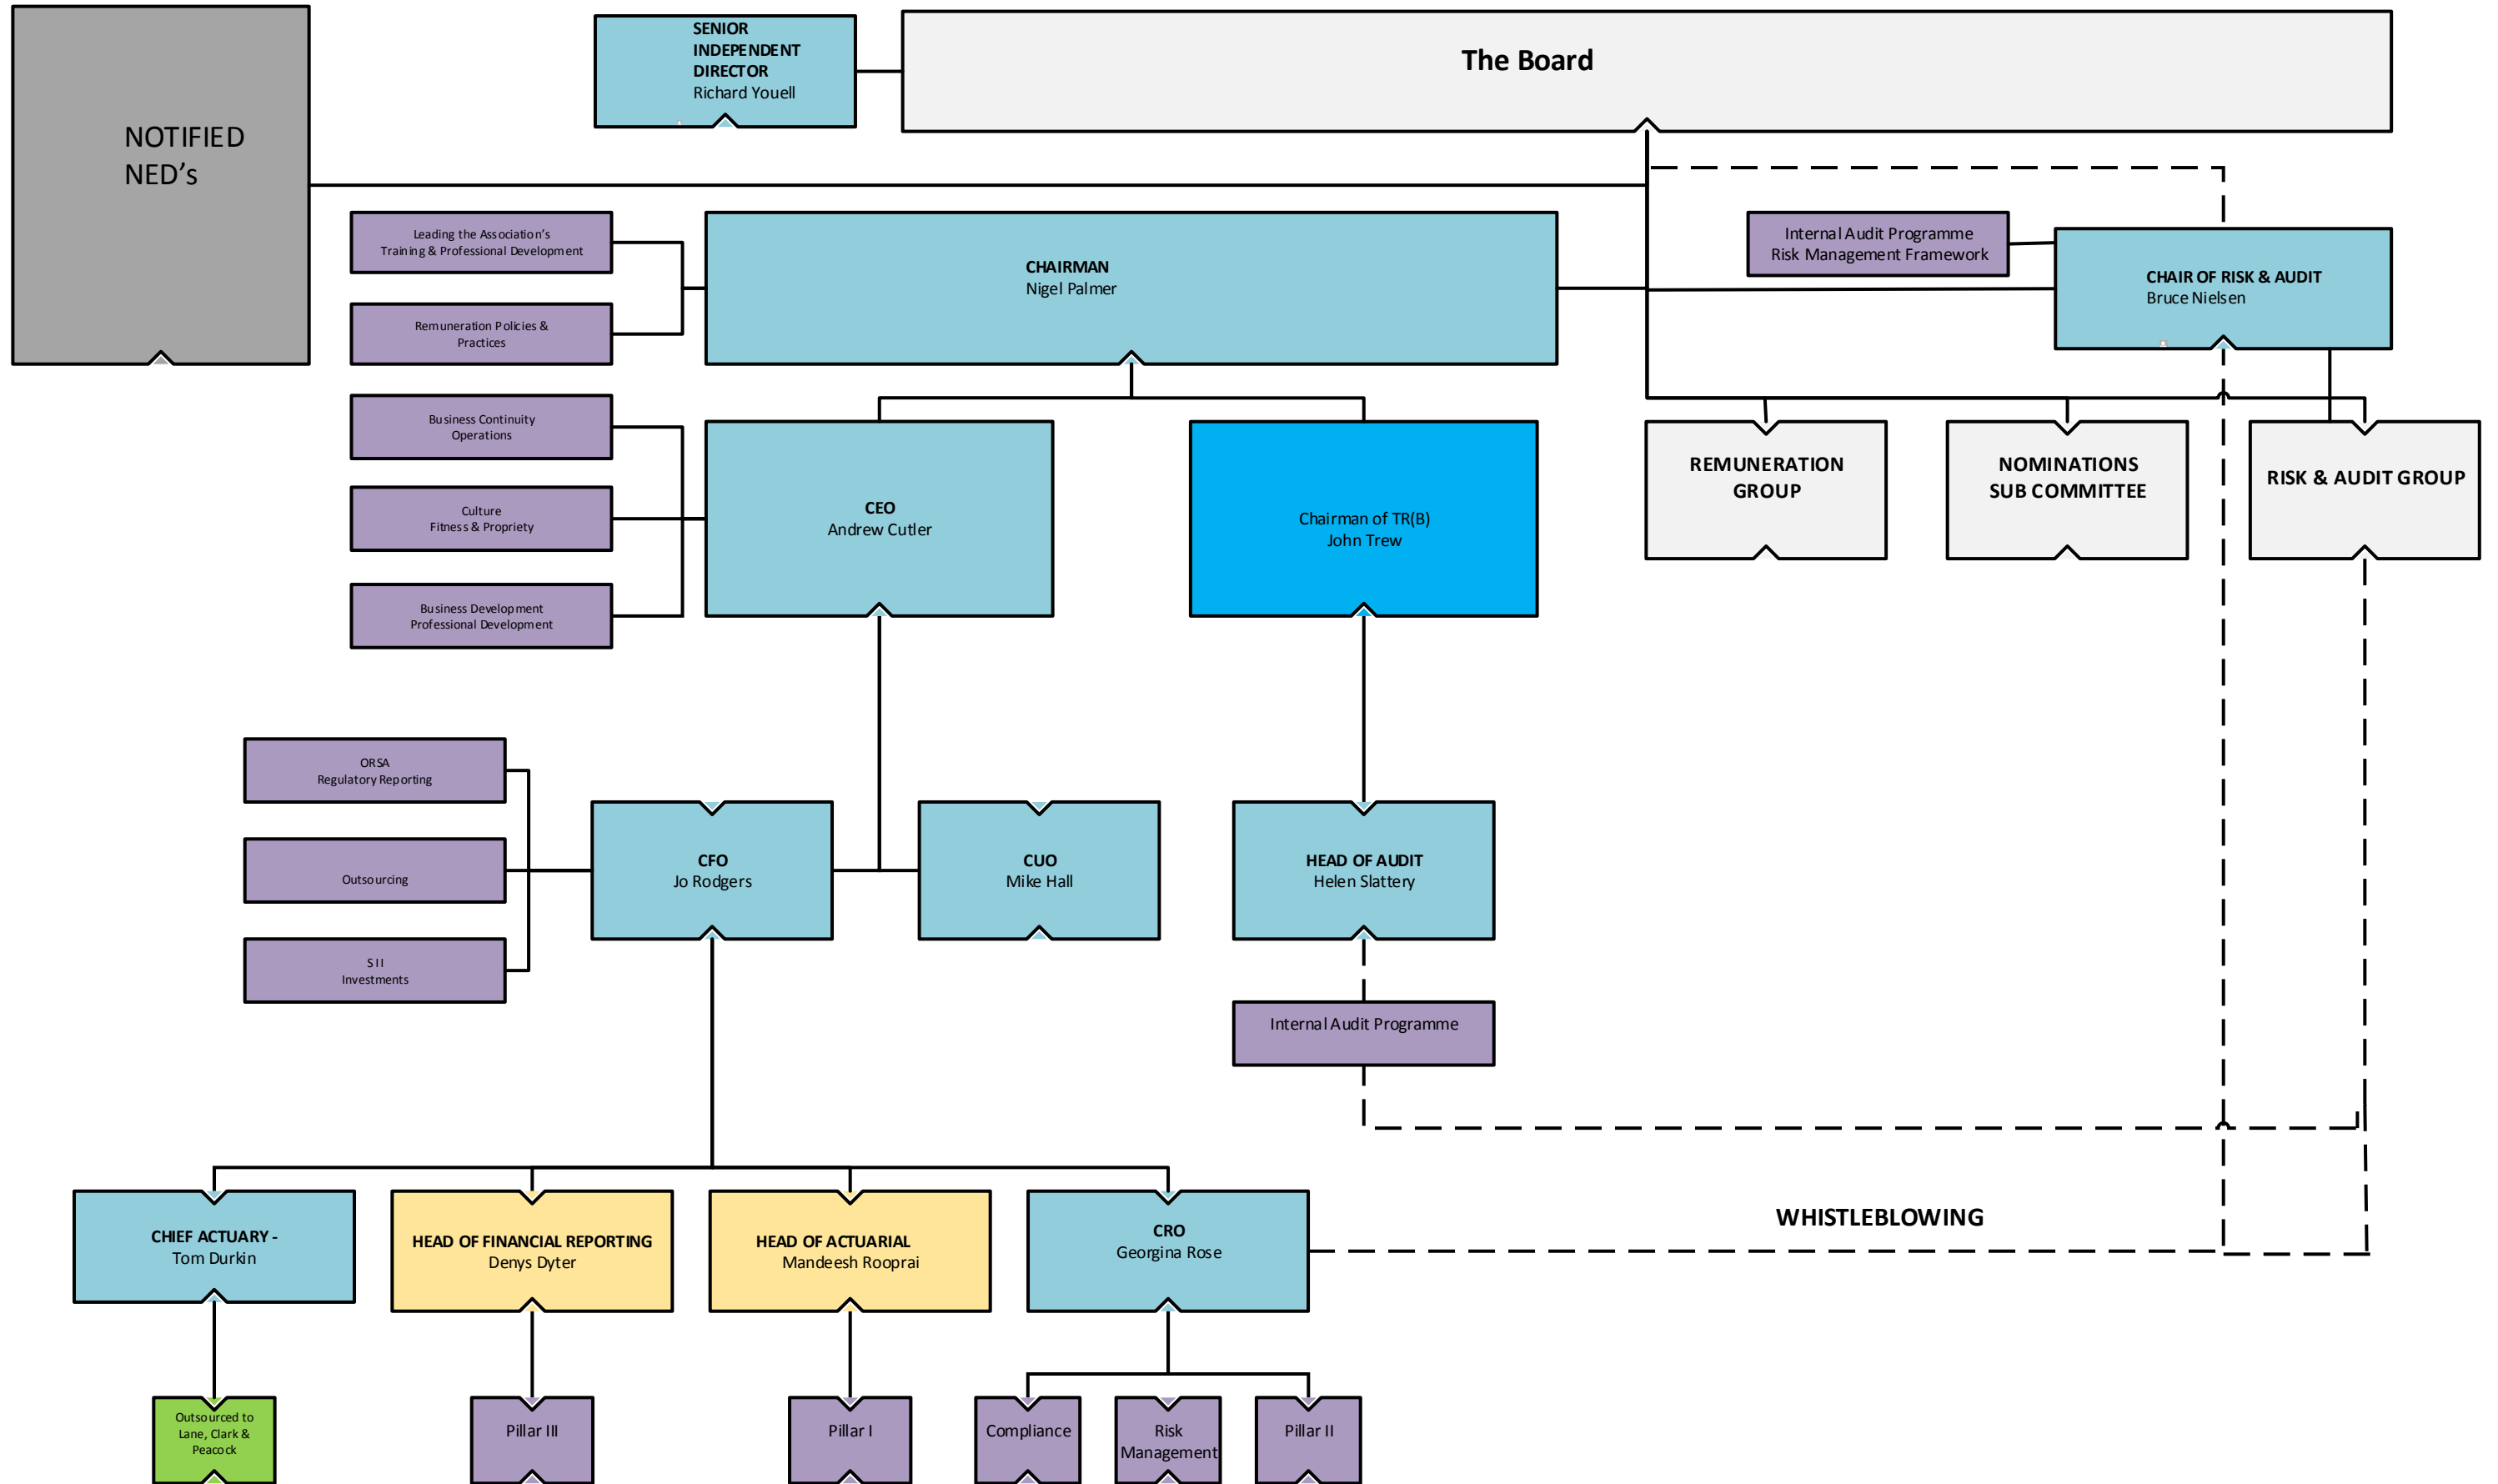 SENIOR
INDEPENDENT
DIRECTOR
Richard Youell
The Board
NOTIFIED
NED’s
Leading the Association’s
Training & Professional Development
Remuneration Policies &
Practices
CHAIRMAN
Nigel Palmer
Internal Audit Programme
Risk Management Framework
CHAIR OF RISK & AUDIT
Bruce Nielsen
Business Continuity
Operations
Culture
Fitness & Propriety
Business Development
Professional Development
CEO
Andrew Cutler
Chairman of TR(B)
John Trew
REMUNERATION
GROUP
NOMINATIONS
SUB COMMITTEE
RISK & AUDIT GROUP
ORSA
Regulatory Reporting
Outsourcing
S II
Investments
CFO
Jo Rodgers
CUO
Mike Hall
HEAD OF AUDIT
Helen Slattery
Internal Audit Programme
CHIEF ACTUARY -
Tom Durkin
HEAD OF FINANCIAL REPORTING
Denys Dyter
HEAD OF ACTUARIAL
Mandeesh Rooprai
CRO
Georgina Rose
WHISTLEBLOWING
Outsourced to
Lane, Clark &
Peacock
Pillar III
Pillar I
Compliance
Risk
Management
Pillar II